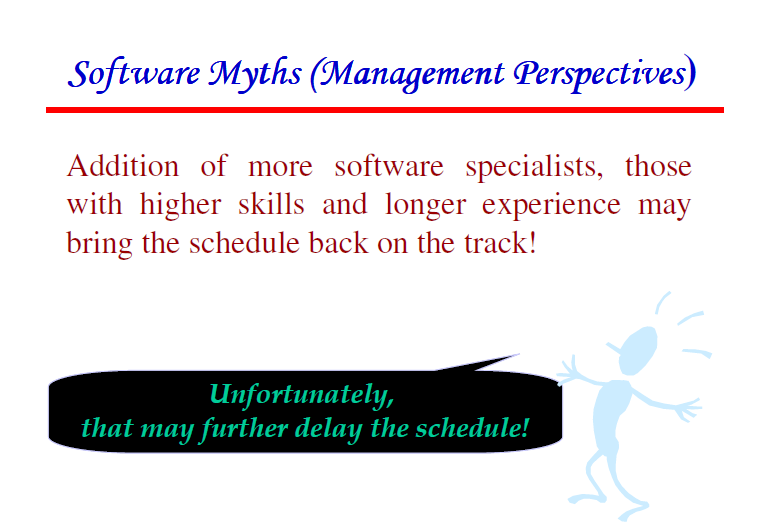 Software Myths (Management Perspectives)
Addition of more software specialists, those
with higher skills and longer experience may
bring the schedule back on the track!
Unfortunately,
that may further delay the schedule!